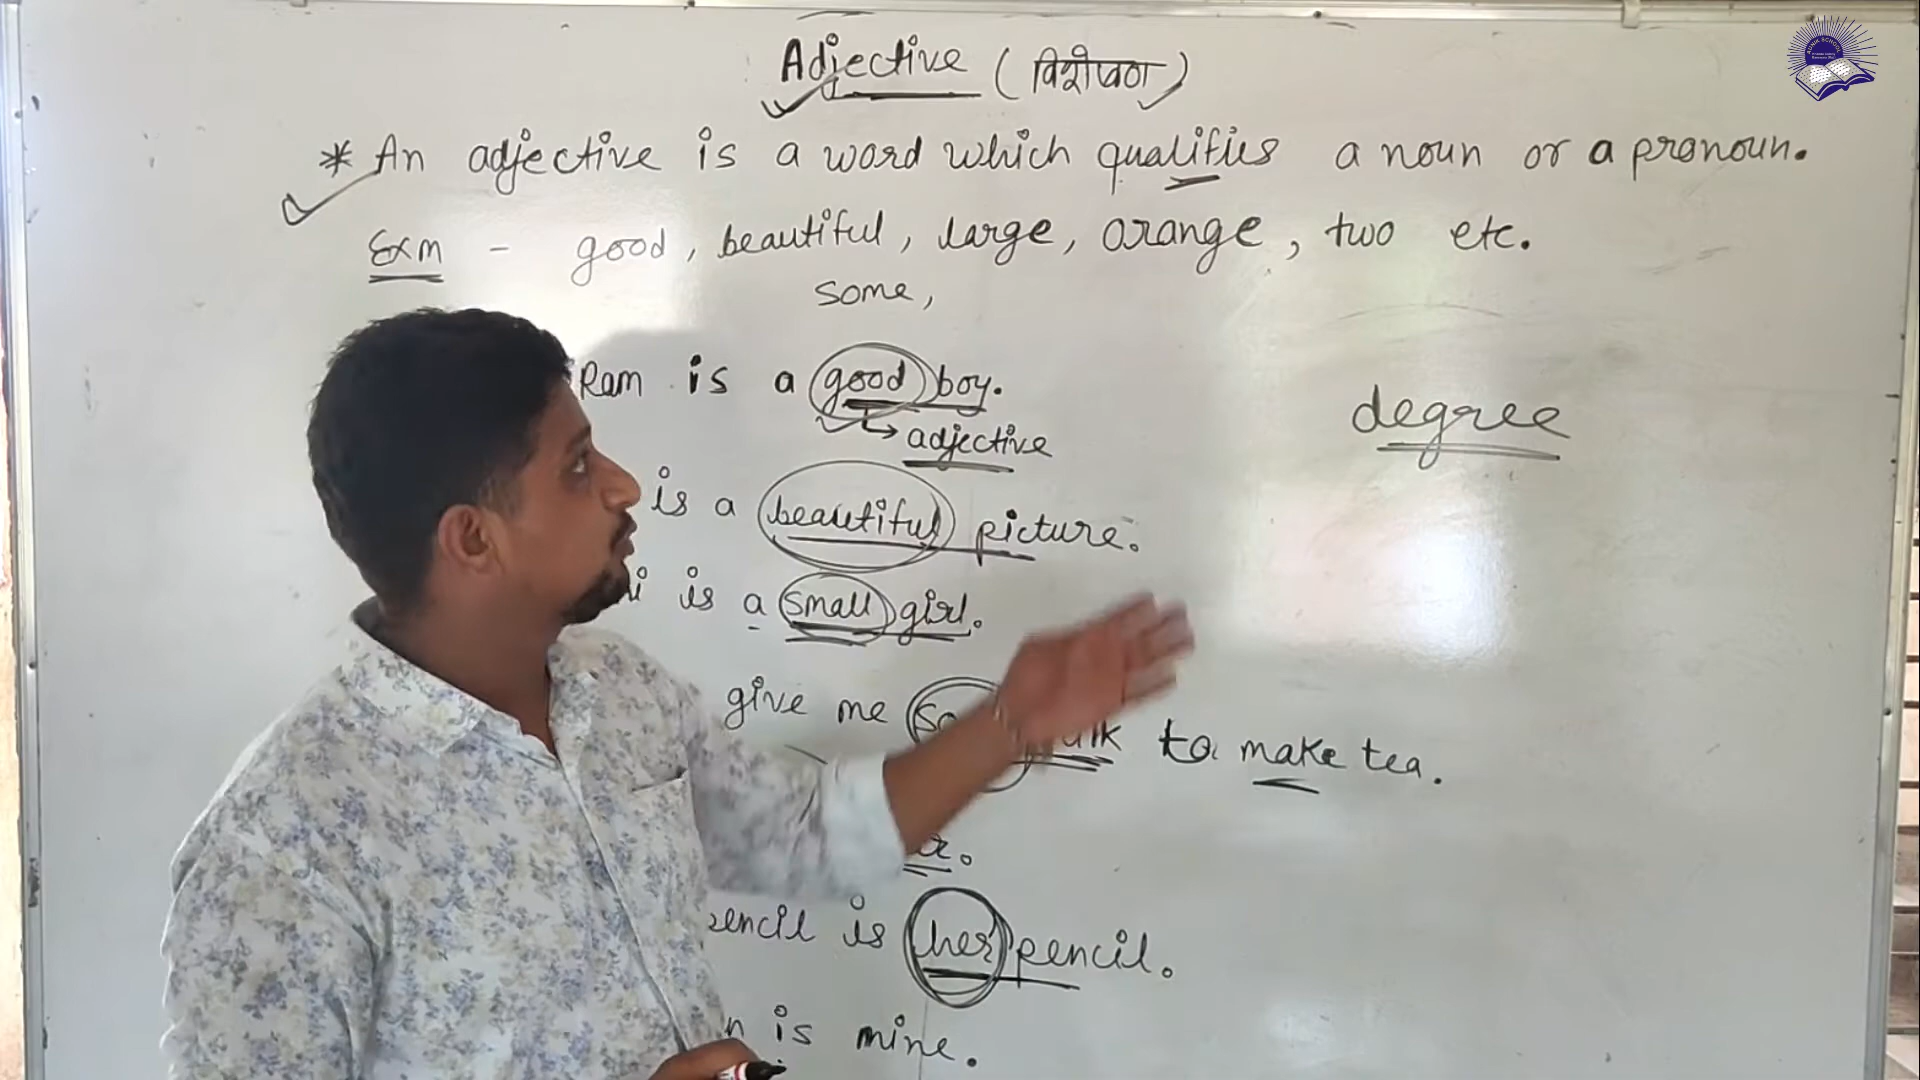 Adjective (विशेषण)
* An adjective is a word which qualifies a noun or a pronoun.
Exm - good, beautiful, large, orange, two etc.
some,
Ram is a good boy.
adjective
degree
is a beautiful picture.
is a small girl.
give me to make tea.
is her pencil.
is mine.